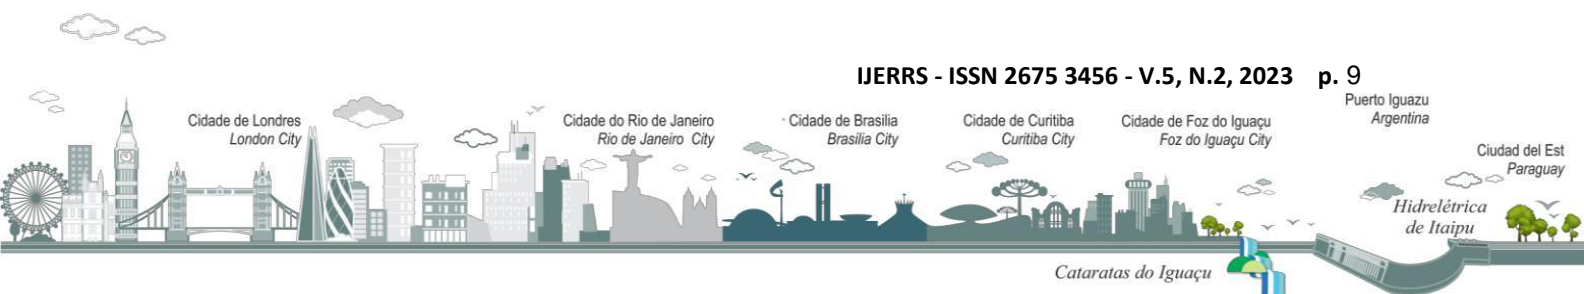 IJERRS - ISSN 2675 3456 - V.5, N.2, 2023 p. 9
Cidade de Londres
London City
Cidade do Rio de Janeiro
Rio de Janeiro City
Cidade de Brasilia
Brasilia City
Cidade de Curitiba
Curitiba City
Cidade de Foz do Iguaçu
Foz do Iguaçu City
Puerto Iguazu
Argentina
Ciudad del Est
Paraguay
Hidrelétrica
de Itaipu
Cataratas do Iguaçu